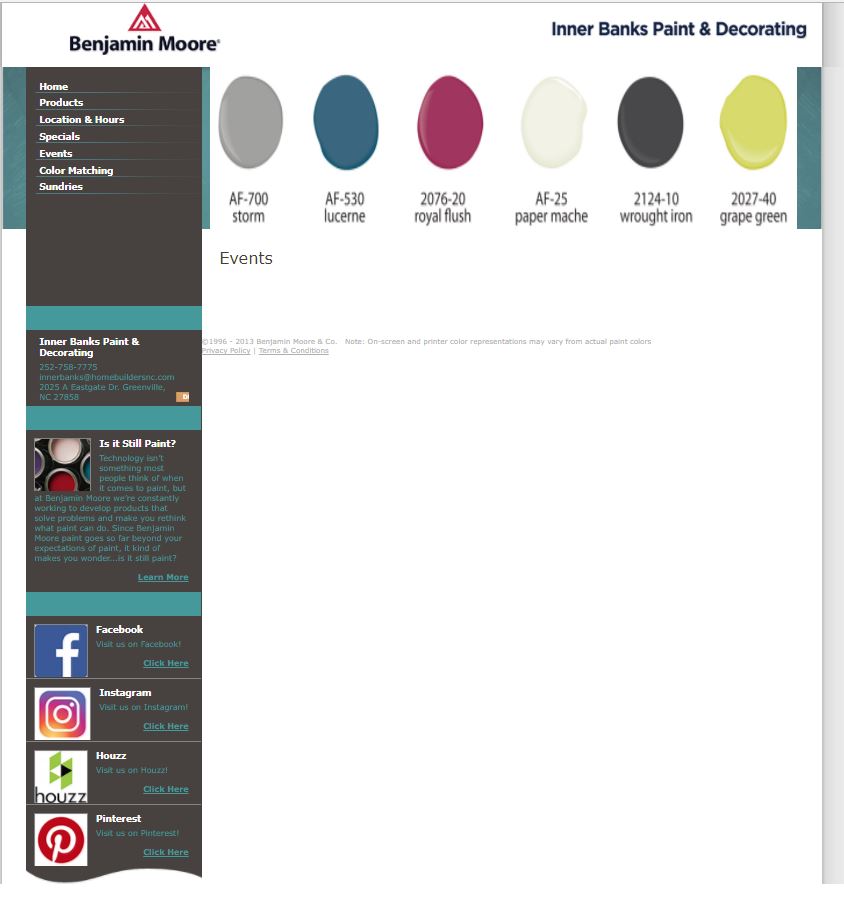 Benjamin Moore®
Inner Banks Paint & Decorating
Home
Products
Location & Hours
Specials
Events
Color Matching
Sundries
AF-700
storm
AF-530
lucerne
2076-20
royal flush
AF-25
paper mache
2124-10
wrought iron
2027-40
grape green
Events
©1996 - 2013 Benjamin Moore & Co. Note: On-screen and printer color representations may vary from actual paint colors
Privacy Policy | Terms & Conditions
Inner Banks Paint &
Decorating
252-758-7775
innerbanks@homebuildersnc.com
2025 A Eastgate Dr. Greenville,
NC 27858
Is it Still Paint?
Technology isn't
something most
people think of when
it comes to paint, but
at Benjamin Moore we're constantly
working to develop products that
solve problems and make you rethink
what paint can do. Since Benjamin
Moore paint goes so far beyond your
expectations of paint, it kind of
makes you wonder...is it still paint?
Learn More
Facebook
Visit us on Facebook!
Click Here
Instagram
Visit us on Instagram!
Click Here
houzz
Houzz
Visit us on Houzz!
Click Here
Pinterest
Visit us on Pinterest!
Click Here